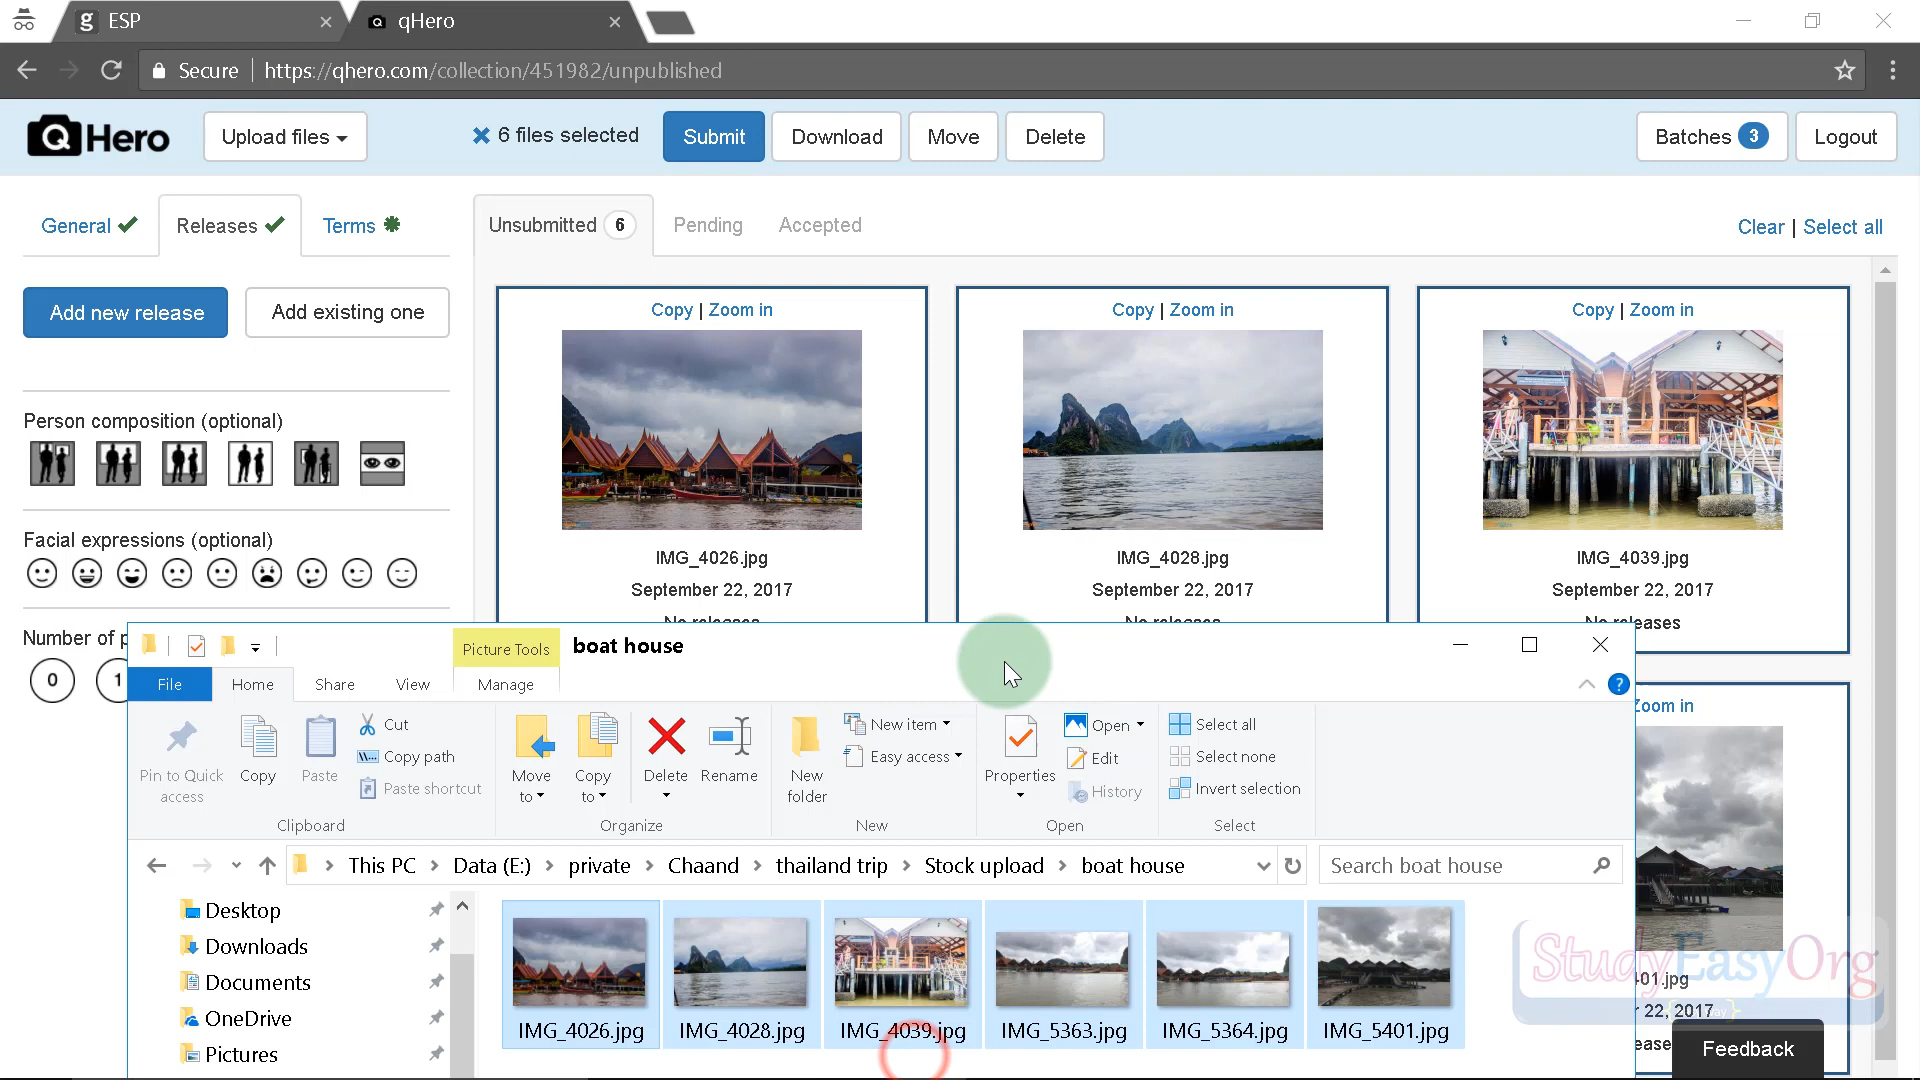 ESP
qHero
Secure https://qhero.com/collection/451982/unpublished
Q Hero
Upload files
6 files selected
Submit
Download
Move
Delete
Batches 3
Logout
General
Releases
Terms
Unsubmitted 6
Pending
Accepted
Clear | Select all
Add new release
Add existing one
Copy | Zoom in
Copy | Zoom in
Copy | Zoom in
Person composition (optional)
IMG_4026.jpg
IMG_4028.jpg
IMG_4039.jpg
Facial expressions (optional)
September 22, 2017
September 22, 2017
September 22, 2017
Number of
0
1
Picture Tools
boat house
File
Home
Share
View
Manage
Zoom in
Pin to Quick access
Copy
Paste
Cut
Copy path
Paste shortcut
Clipboard
Move to
Copy to
Delete
Rename
Organize
New folder
New item
Easy access
New
Properties
Open
Edit
History
Open
Select all
Select none
Invert selection
Select
This PC > Data (E:) > private > Chaand > thailand trip > Stock upload > boat house
Search boat house
Desktop
Downloads
Documents
OneDrive
Pictures
IMG_4026.jpg
IMG_4028.jpg
IMG_4039.jpg
IMG_5363.jpg
IMG_5364.jpg
IMG_5401.jpg
StudyEasyOrg
401.jpg
22, 2017
Feedback